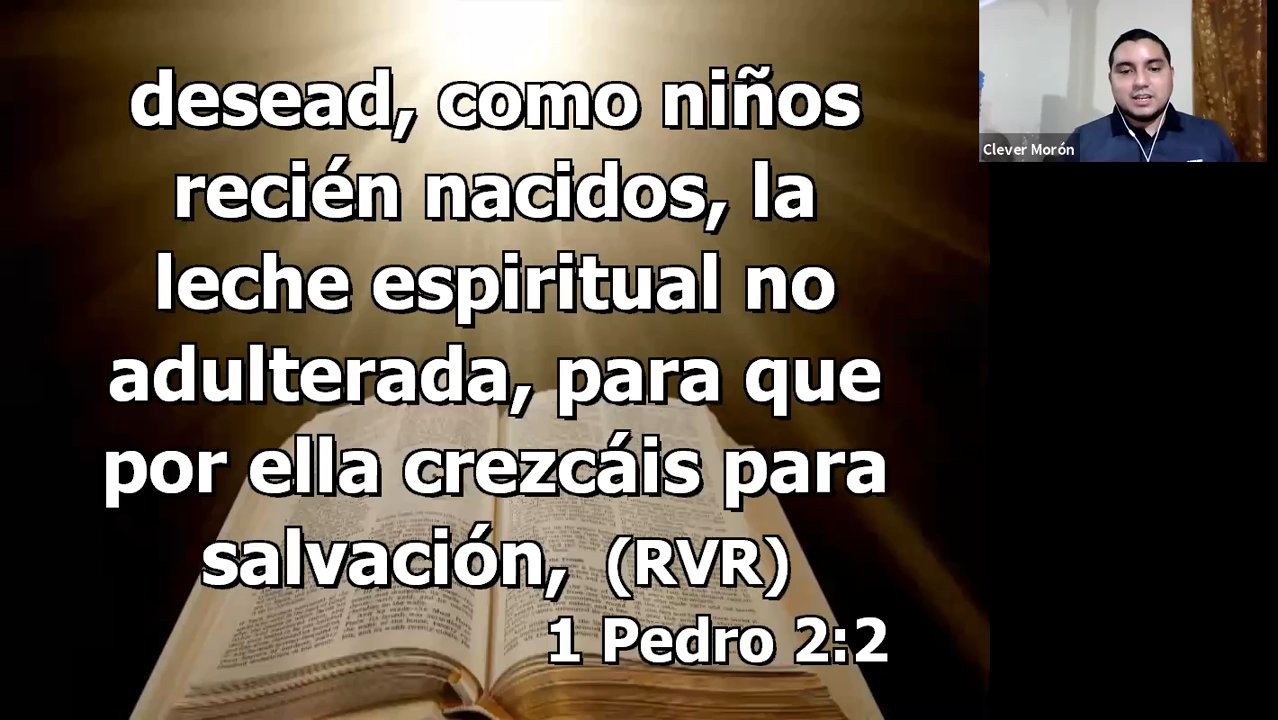 desead, como niños
recién nacidos, la
leche espiritual no
adulterada, para que
por ella crezcáis para
salvación, (RVR)
1 Pedro 2:2
Clever Morón